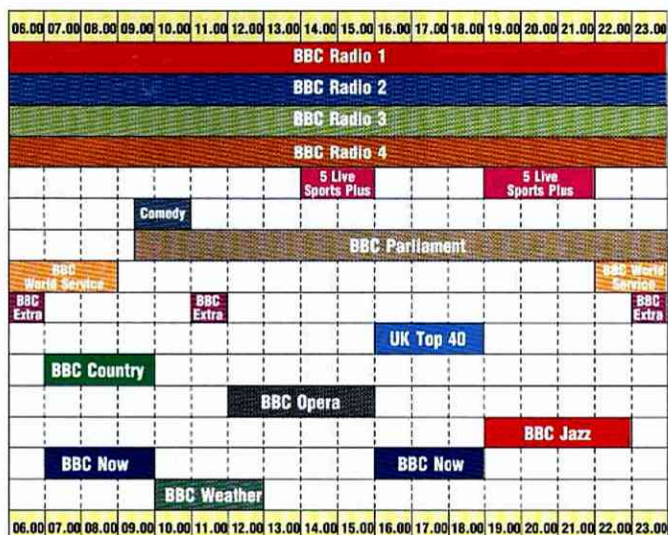 06.00 07.00 08.00 09.00 10.00 11.00 12.00 13.00 14.00 15.00 16.00 17.00 18.00 19.00 20.00 21.00 22.00 23.00
BBC Radio 1
BBC Radio 2
BBC Radio 3
BBC Radio 4
5 Live 5 Live
Sports Plus Sports Plus
Comedy
BBC Parliament
BBC BBC World
World Service Service
BBC BBC BBC
Extra Extra Extra
UK Top 40
BBC Country
BBC Opera
BBC Jazz
BBC Now BBC Now
BBC Weather
06.00 07.00 08.00 09.00 10.00 11.00 12.00 13.00 14.00 15.00 16.00 17.00 18.00 19.00 20.00 21.00 22.00 23.00